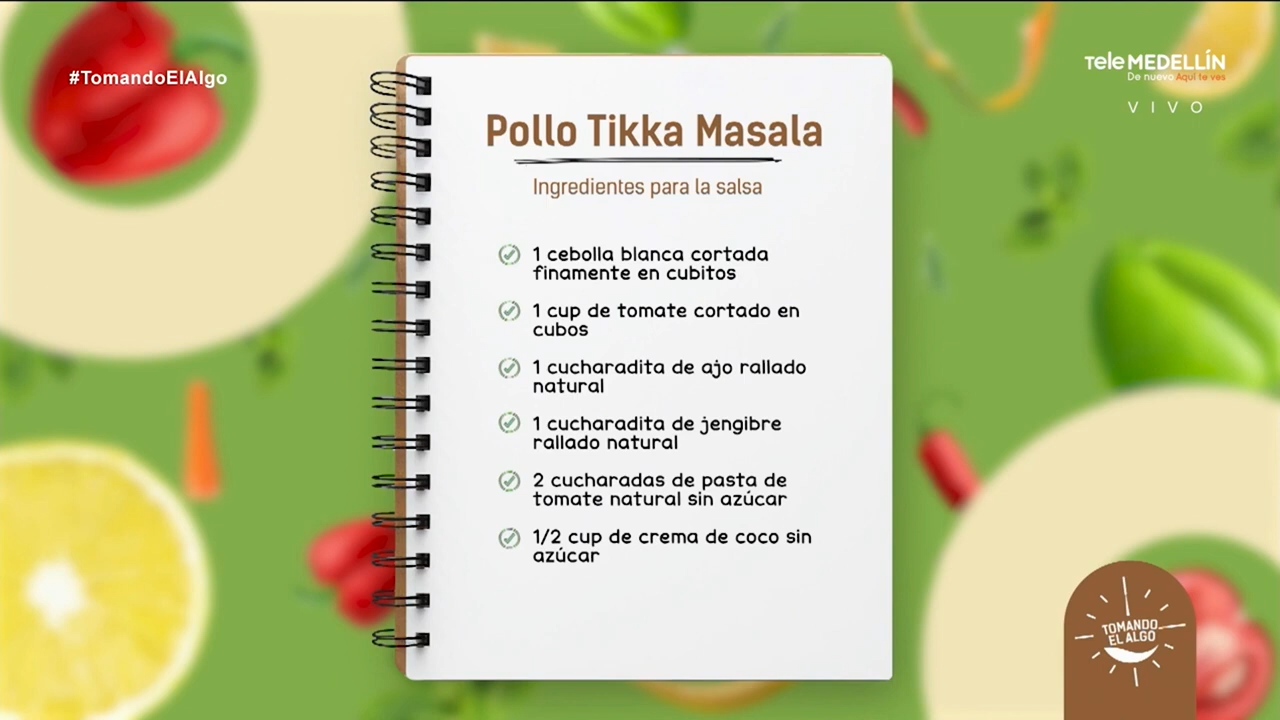 #TomandoElAlgo
Tele MEDELLÍN
De nuevo Aquí te ves
VIVO
Pollo Tikka Masala
Ingredientes para la salsa
1 cebolla blanca cortada
finamente en cubitos
1 cup de tomate cortado en
cubos
1 cucharadita de ajo rallado
natural
1 cucharadita de jengibre
rallado natural
2 cucharadas de pasta de
tomate natural sin azúcar
1/2 cup de crema de coco sin
azúcar
TOMANDO
EL ALGO